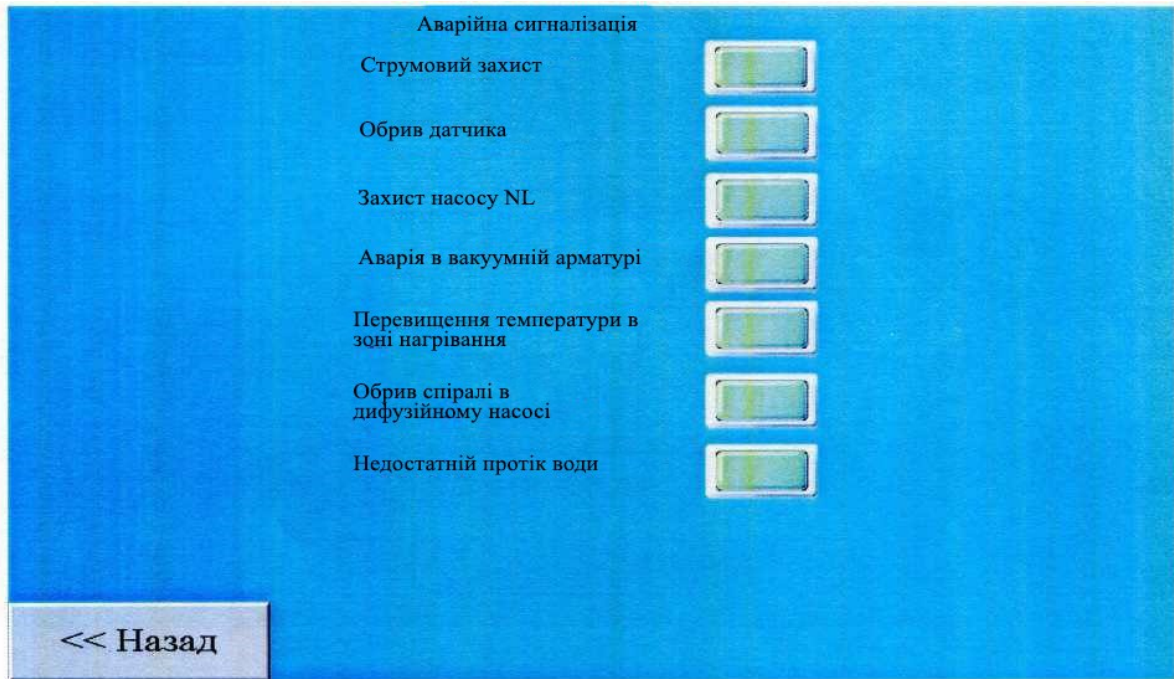 Аварійна сигналізація
Струмовий захист
Обрив датчика
Захист насосу NL
Аварія в вакуумній арматурі
Перевищення температури в
зоні нагрівання
Обрив спіралі в
дифузійному насосі
Недостатній протік води
<< Назад